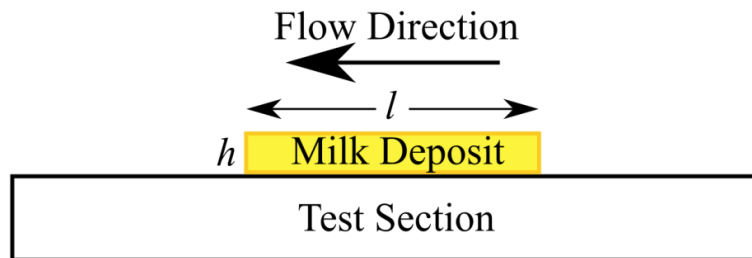 Flow Direction
l
h
Milk Deposit
Test Section